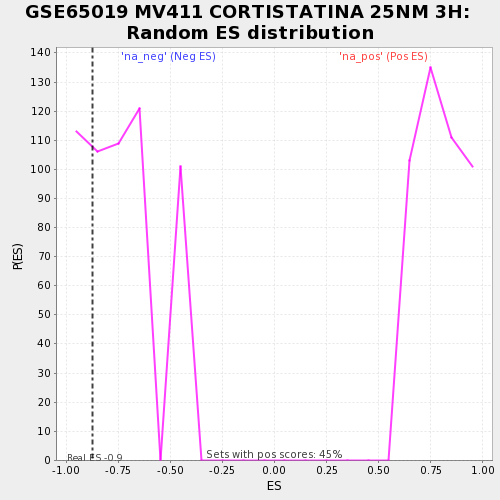 GSE65019 MV411 CORTISTATINA 25NM 3H:
Random ES distribution
'na_neg' (Neg ES)
'na_pos' (Pos ES)
140
130
120
110
100
90
80
70
60
50
40
30
20
10
0
P(ES)
Real ES -0.9
Sets with pos scores: 45%
-1.00 -0.75 -0.50 -0.25 0.00 0.25 0.50 0.75 1.00
ES